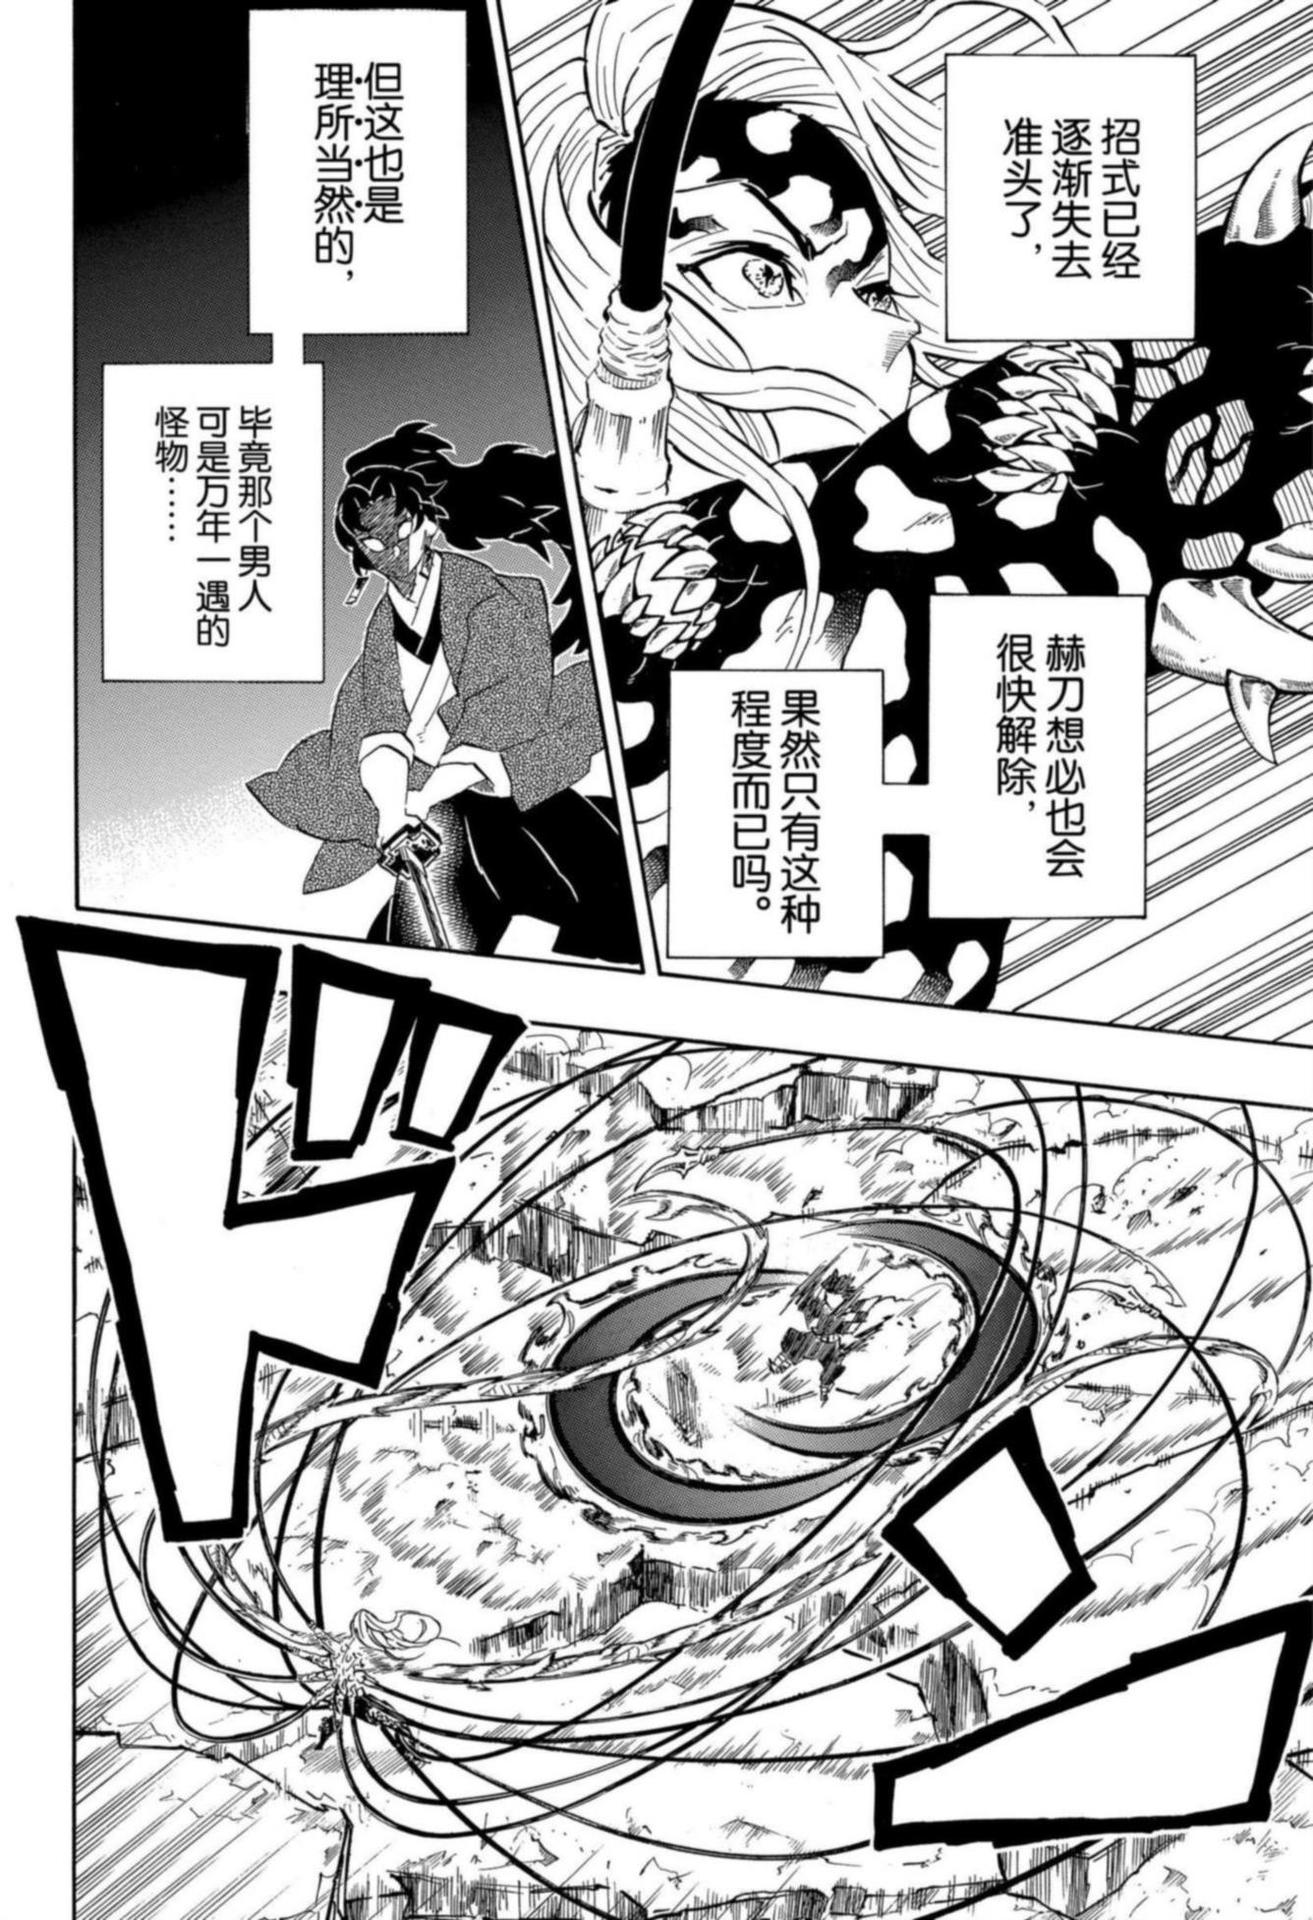 招式已经
逐渐失去
准头了，
赫刀想必也会
很快解除，
果然只有这种
程度而已吗。
但这也是
理所当然的，
毕竟那个男人
可是万年一遇的
怪物……
ドン